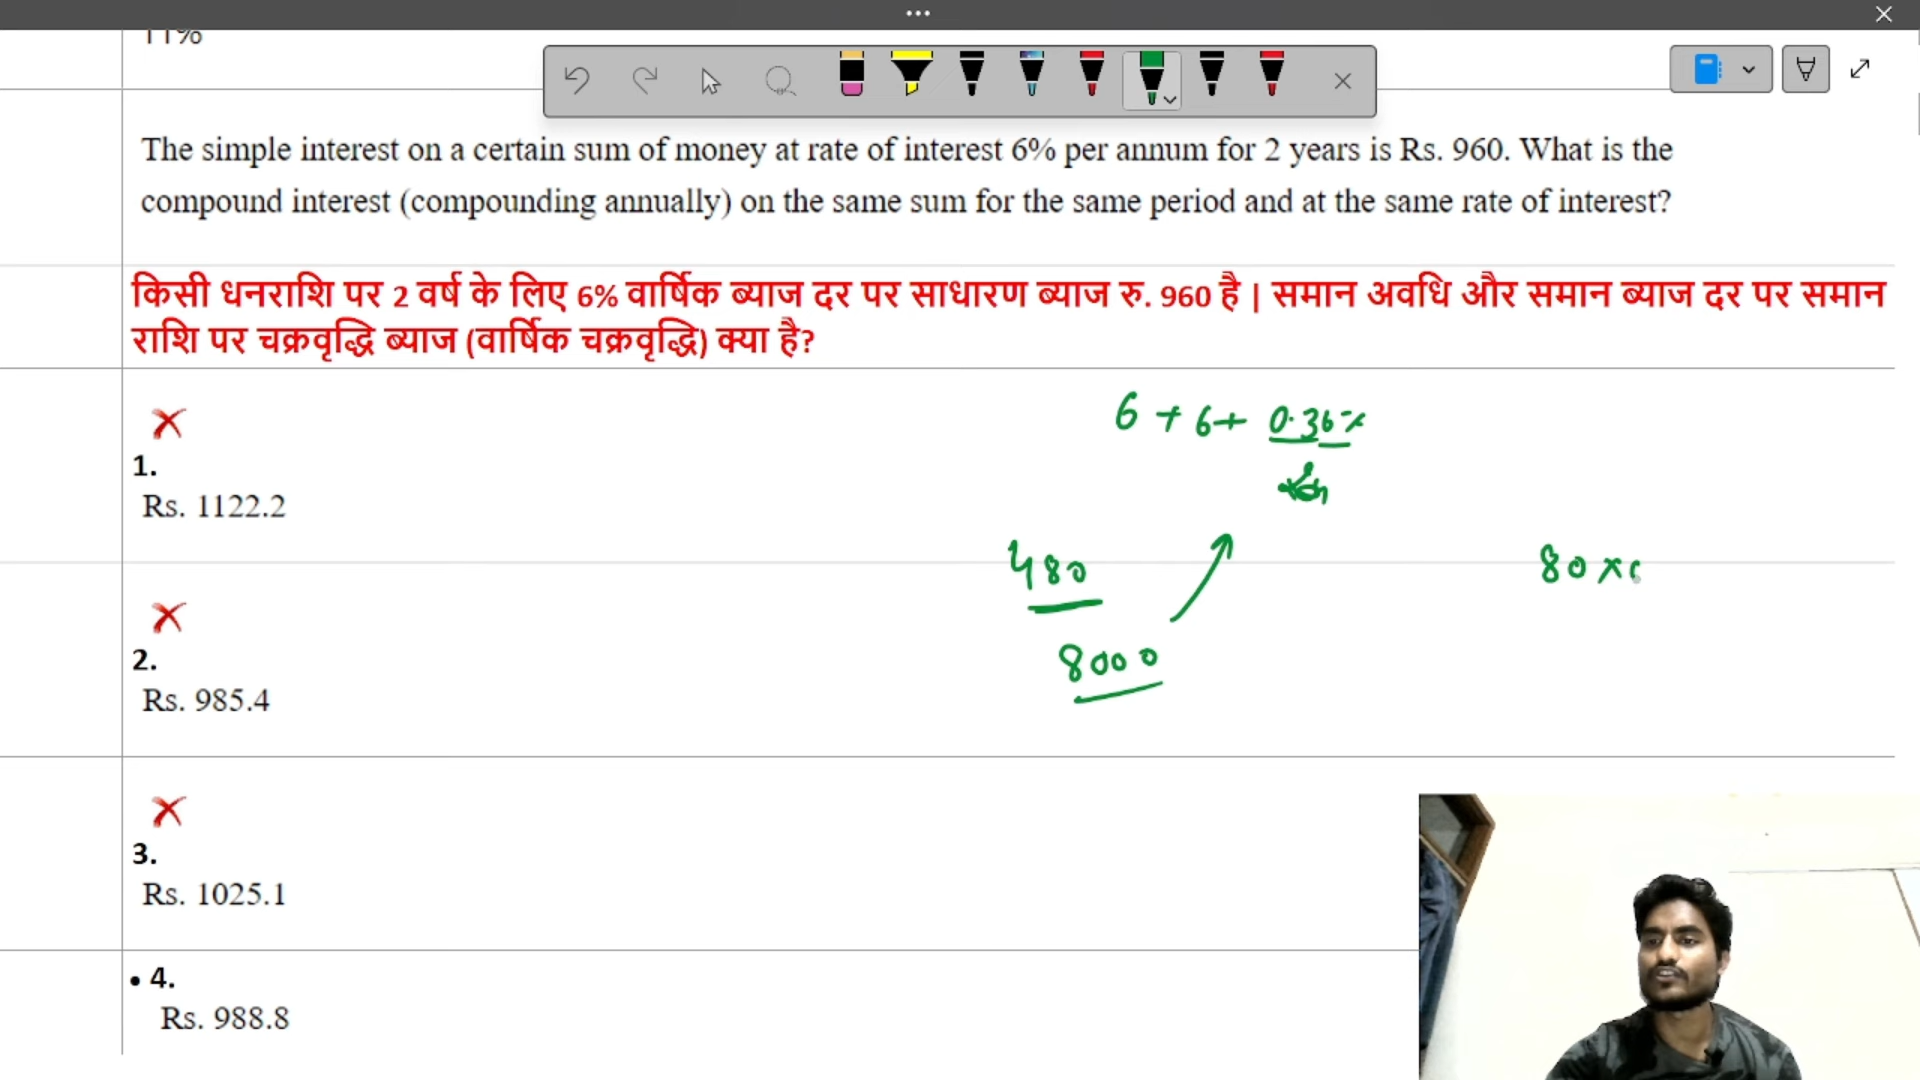 11%
The simple interest on a certain sum of money at rate of interest 6% per annum for 2 years is Rs. 960. What is the
compound interest (compounding annually) on the same sum for the same period and at the same rate of interest?
किसी धनराशि पर 2 वर्ष के लिए 6% वार्षिक ब्याज दर पर साधारण ब्याज रु. 960 है | समान अवधि और समान ब्याज दर पर समान
राशि पर चक्रवृद्धि ब्याज (वार्षिक चक्रवृद्धि) क्या है?
6 + 6 + 0.36%
1.
Rs. 1122.2
480
80 ×
2.
8000
Rs. 985.4
3.
Rs. 1025.1
• 4.
Rs. 988.8